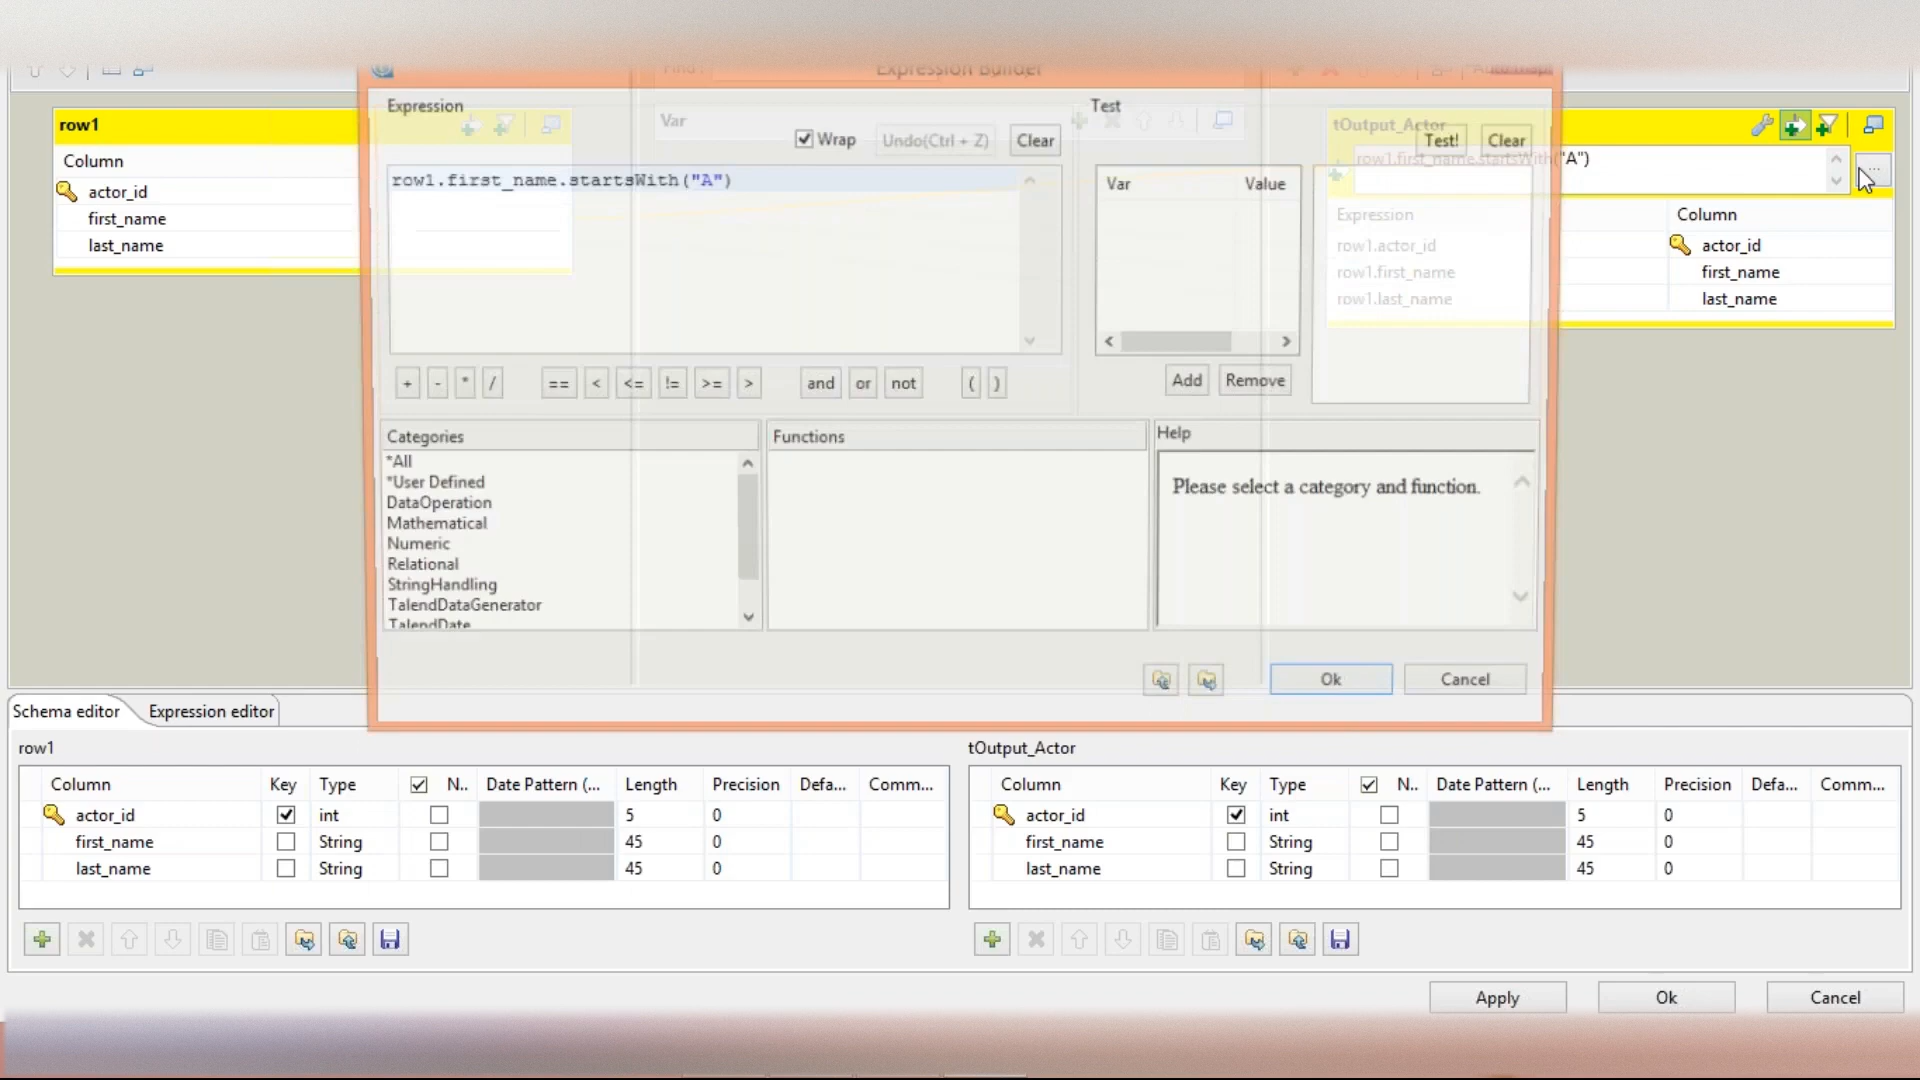 Expression Builder
row1
Column
actor_id
first_name
last_name
Expression
Var
Wrap
Undo(Ctrl + Z)
Clear
row1.first_name.startsWith("A")
+
-
*
/
==
<
<=
!=
>=
>
and
or
not
(
)
Test
Test!
Clear
Var
Value
Add
Remove
tOutput_Actor
row1.first_name.startsWith("A")
...
Expression
Column
row1.actor_id
actor_id
row1.first_name
first_name
row1.last_name
last_name
Categories
*All
*User Defined
DataOperation
Mathematical
Numeric
Relational
StringHandling
TalendDataGenerator
TalendDate
Functions
Help
Please select a category and function.
Ok
Cancel
Schema editor
Expression editor
row1
Column Key Type N.. Date Pattern (... Length Precision Defa... Comm...
actor_id int 5 0
first_name String 45 0
last_name String 45 0
tOutput_Actor
Column Key Type N.. Date Pattern (... Length Precision Defa... Comm...
actor_id int 5 0
first_name String 45 0
last_name String 45 0
Apply
Ok
Cancel